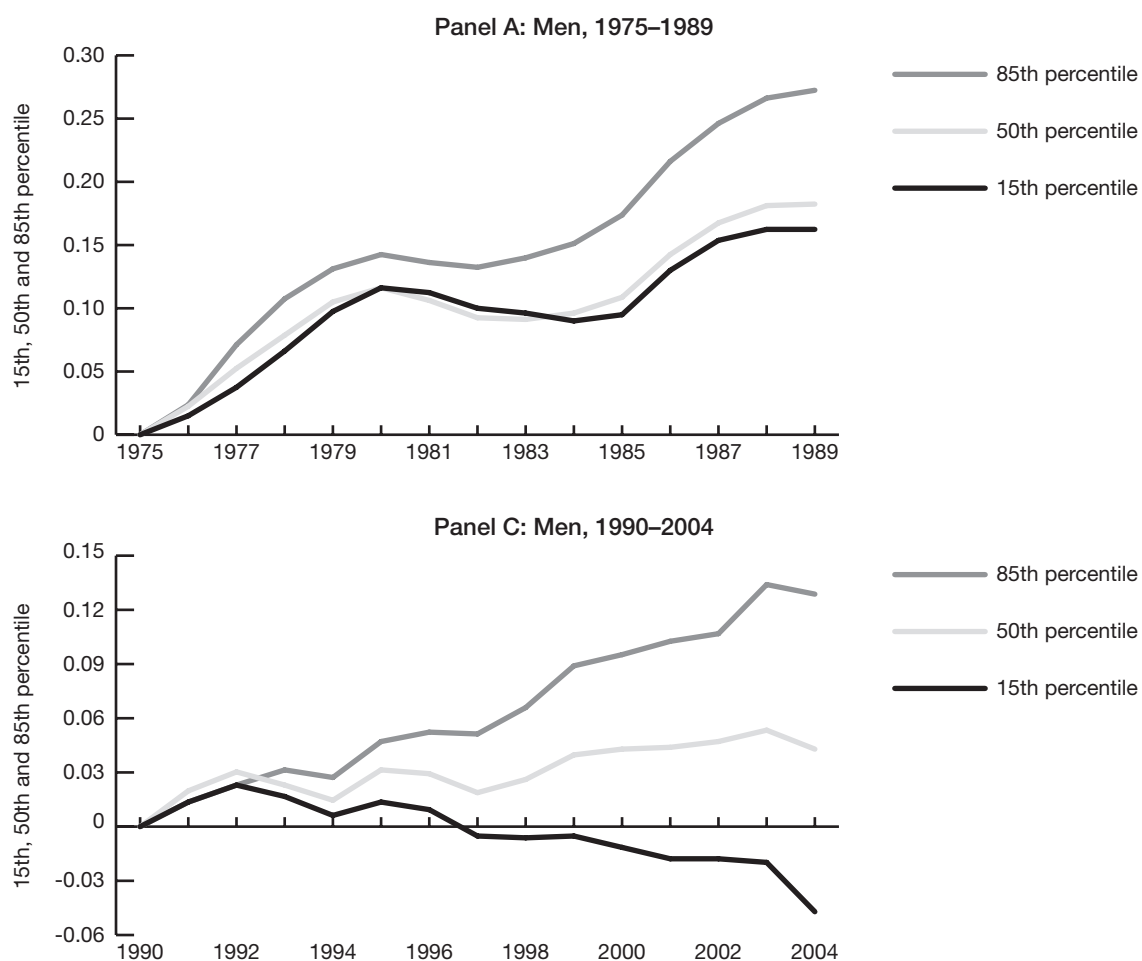 Panel A: Men, 1975–1989
15th, 50th and 85th percentile
0.30
0.25
0.20
0.15
0.10
0.05
0
1975 1977 1979 1981 1983 1985 1987 1989
85th percentile
50th percentile
15th percentile
Panel C: Men, 1990–2004
15th, 50th and 85th percentile
0.15
0.12
0.09
0.06
0.03
0
-0.03
-0.06
1990 1992 1994 1996 1998 2000 2002 2004
85th percentile
50th percentile
15th percentile